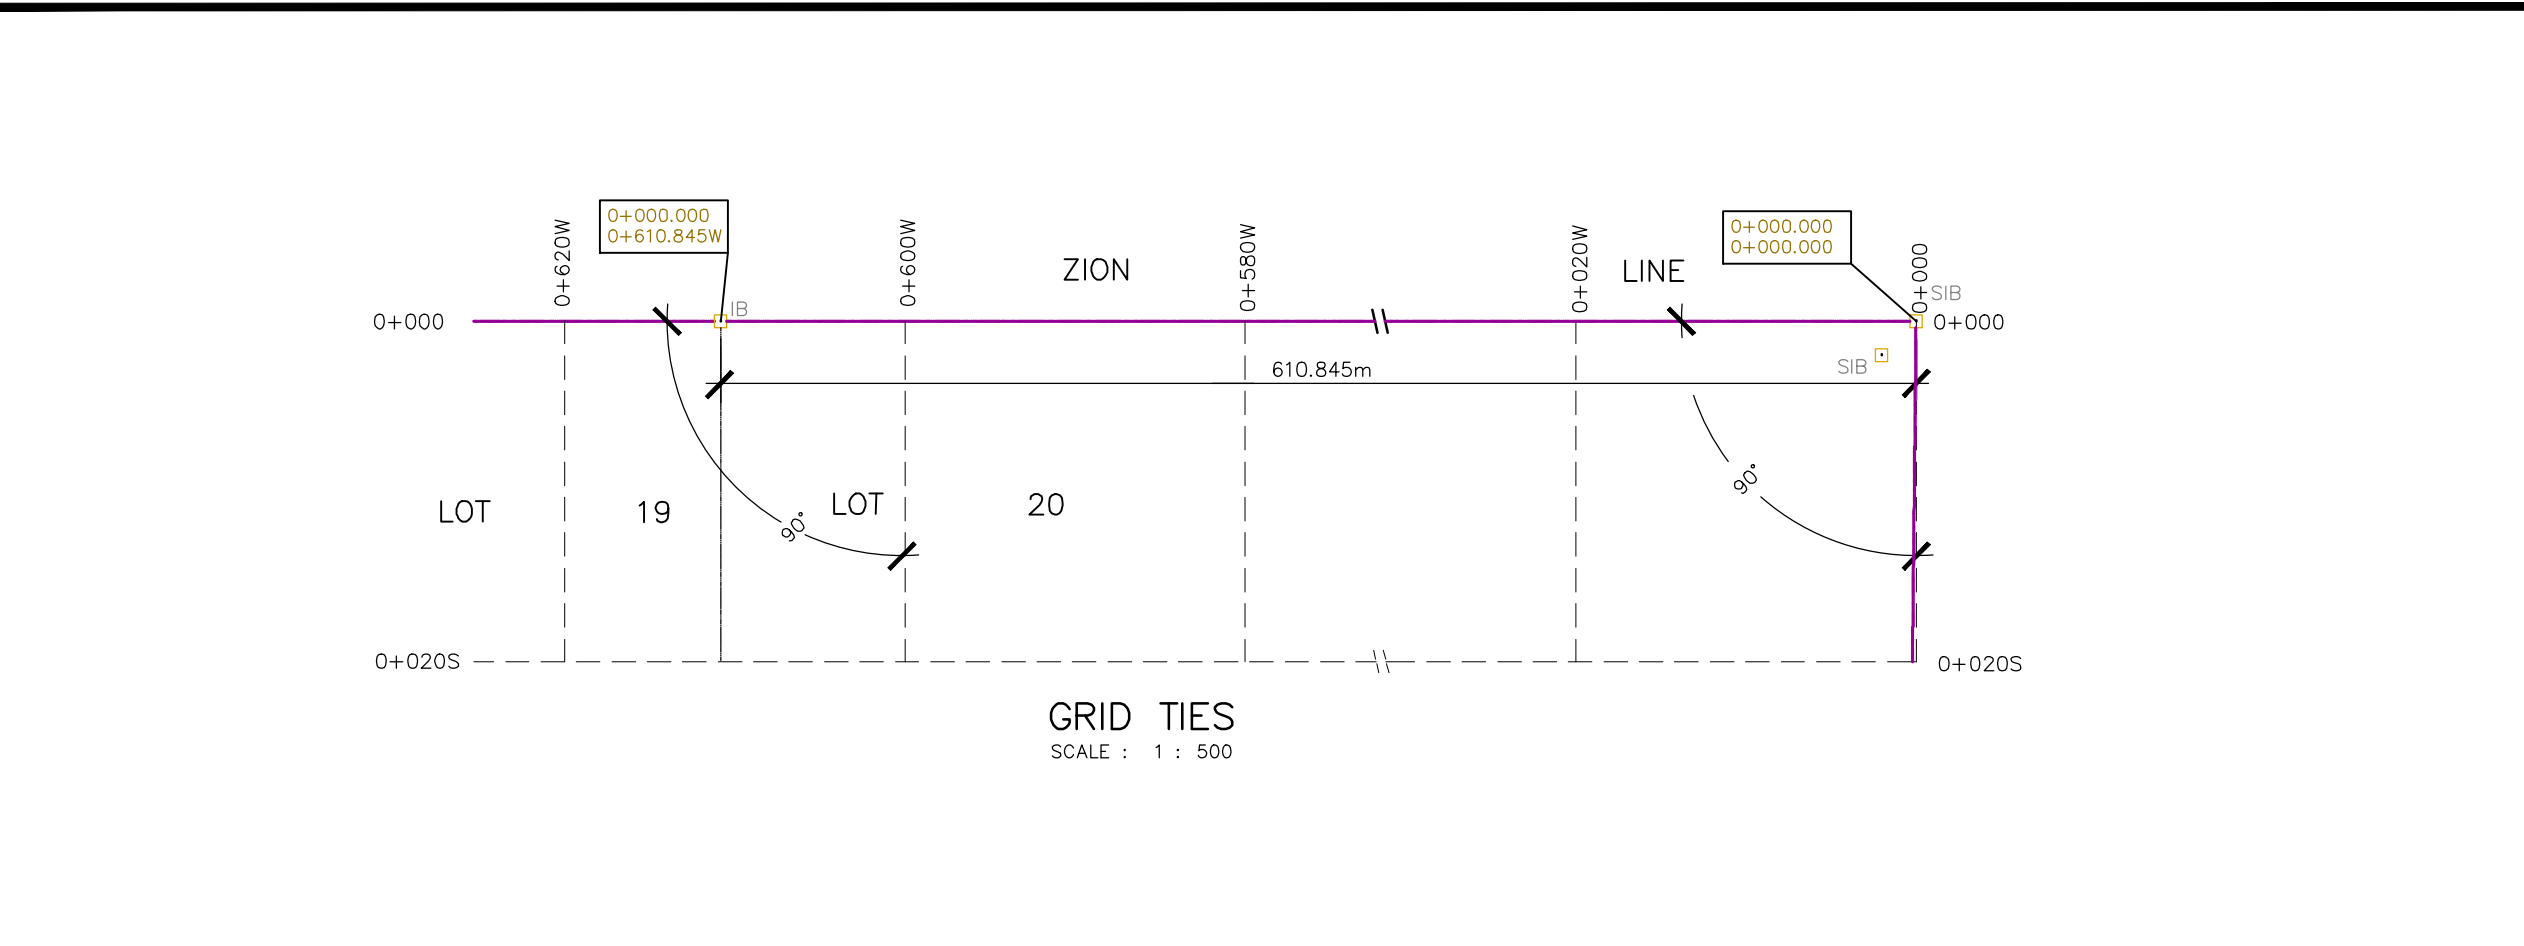 0+620W
0+000.000
0+610.845W
0+600W
ZION
0+580W
0+020W
LINE
0+000.000
0+000.000
0+000
SIB
IB
0+000
0+000
610.845m
SIB
90°
90°
LOT 19
LOT 20
0+020S
0+020S
GRID TIES
SCALE : 1 : 500